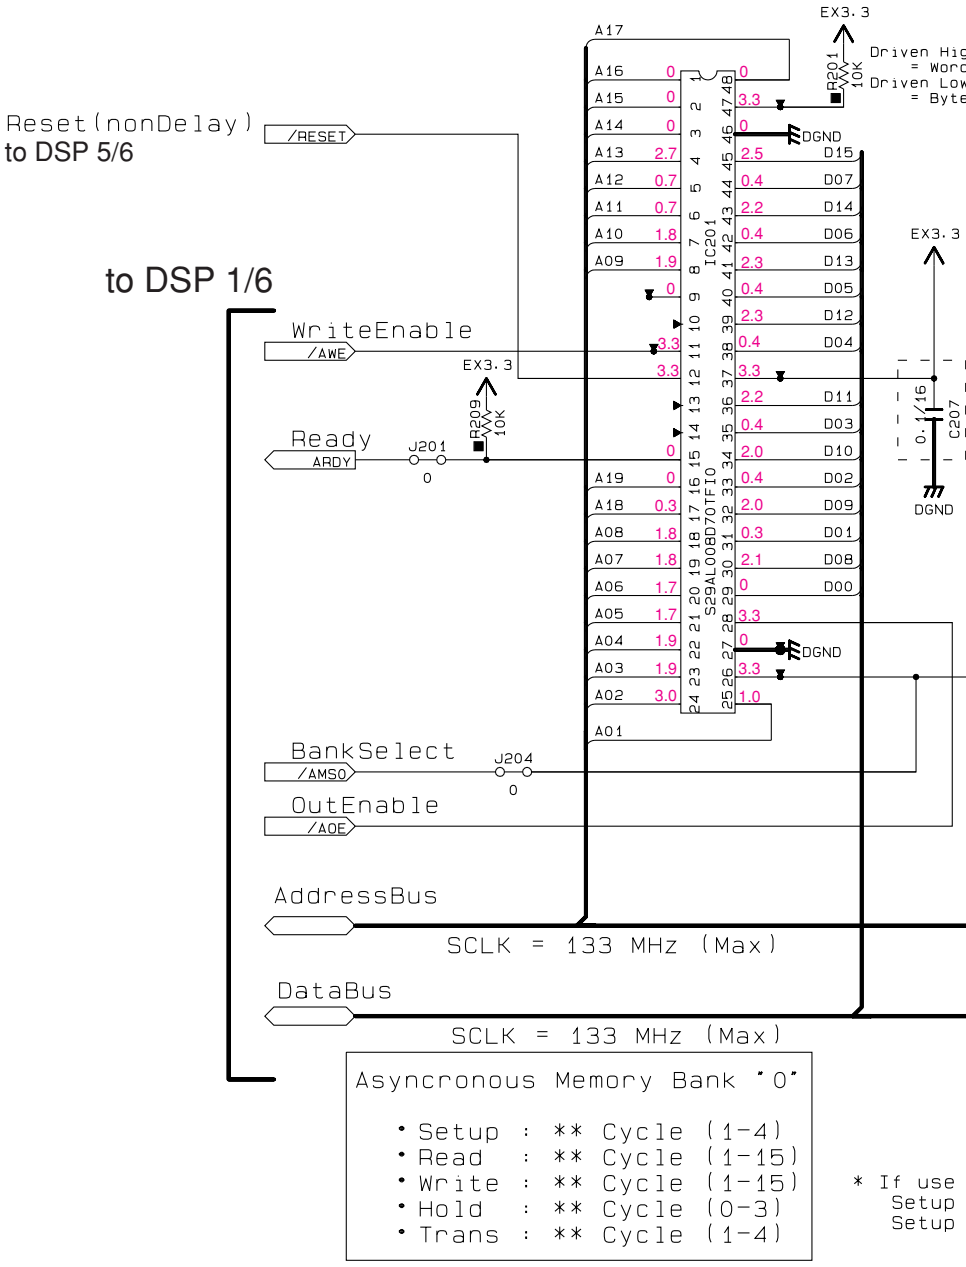 EX3.3
A17
R201
10K
Driven Hig
= Word
Driven Low
= Byte
A16 0 1 48 0
A15 0 2 47 3.3
Reset(nonDelay)
to DSP 5/6
/RESET
A14 0 3 46 0 DGND
A13 2.7 4 45 2.5 D15
A12 0.7 5 44 0.4 D07
A11 0.7 6 43 2.2 D14
A10 1.8 7 42 0.4 D06
A09 1.9 8 41 2.3 D13
IC201
S29AL008D70TFI0
EX3.3
to DSP 1/6
0 9 40 0.4 D05
10 39 2.3 D12
WriteEnable
/AWE
3.3 11 38 0.4 D04
EX3.3
3.3 12 37 3.3
R209
10K
13 36 2.2 D11
14 35 0.4 D03
0.1/16
C207
Ready
ARDY
J201
0
0 15 34 2.0 D10
A19 0 16 33 0.4 D02
A18 0.3 17 32 2.0 D09
DGND
A08 1.8 18 31 0.3 D01
A07 1.8 19 30 2.1 D08
A06 1.7 20 29 0 D00
A05 1.7 21 28 3.3
A04 1.9 22 27 0 DGND
A03 1.9 23 26 3.3
A02 3.0 24 25 1.0
A01
BankSelect
/AMS0
J204
0
OutEnable
/AOE
AddressBus
SCLK = 133 MHz (Max)
DataBus
SCLK = 133 MHz (Max)
Asyncronous Memory Bank "0"
• Setup : ** Cycle (1-4)
• Read : ** Cycle (1-15)
• Write : ** Cycle (1-15)
• Hold : ** Cycle (0-3)
• Trans : ** Cycle (1-4)
* If use
Setup
Setup